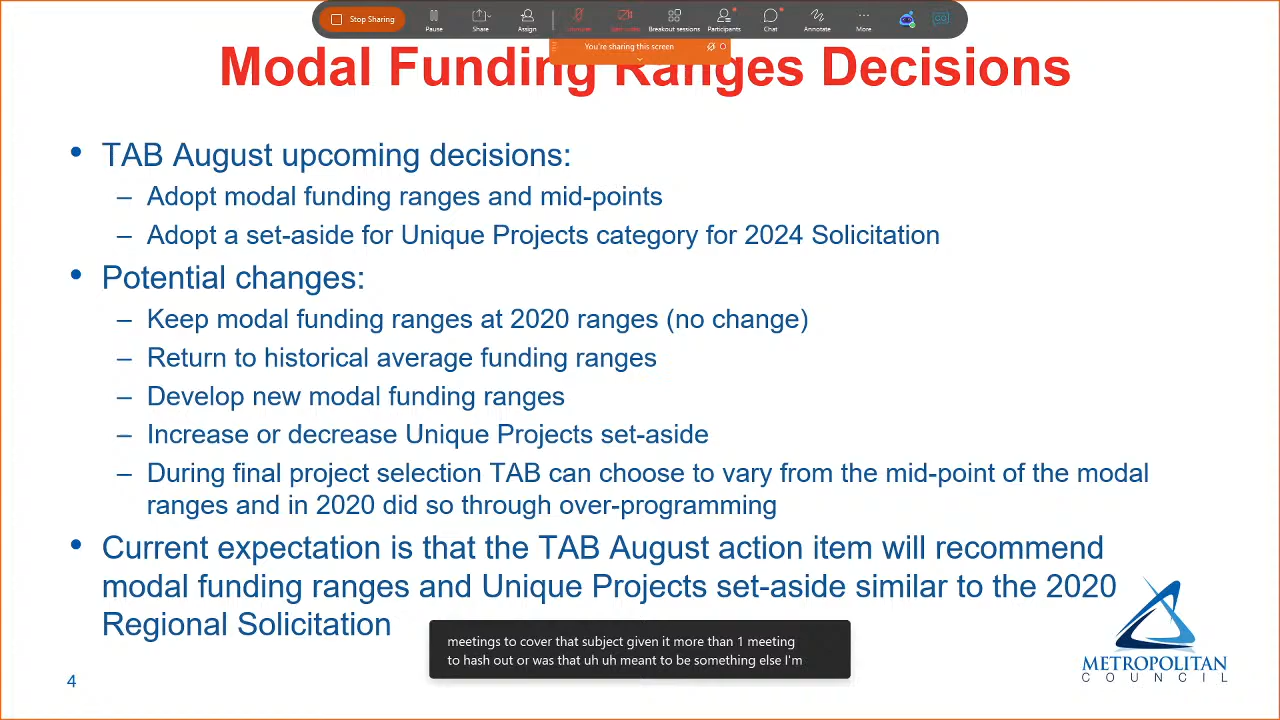 Stop Sharing
Pause
Share
Assign
Breakout sessions
Participants
Chat
Annotate
More
You're sharing this screen
Modal Funding Ranges Decisions
• TAB August upcoming decisions:
– Adopt modal funding ranges and mid-points
– Adopt a set-aside for Unique Projects category for 2024 Solicitation
• Potential changes:
– Keep modal funding ranges at 2020 ranges (no change)
– Return to historical average funding ranges
– Develop new modal funding ranges
– Increase or decrease Unique Projects set-aside
– During final project selection TAB can choose to vary from the mid-point of the modal
ranges and in 2020 did so through over-programming
• Current expectation is that the TAB August action item will recommend
modal funding ranges and Unique Projects set-aside similar to the 2020
Regional Solicitation
meetings to cover that subject given it more than 1 meeting
to hash out or was that uh uh meant to be something else I'm
METROPOLITAN
COUNCIL
4